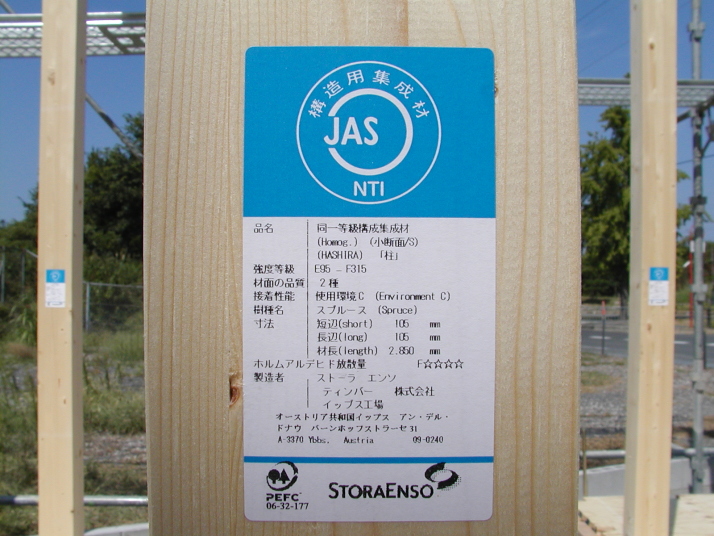 構造用集成材
JAS
NTI
品名 同一等級構成集成材
(Homog.) (小断面/S)
(HASHIRA) 「柱」
強度等級 E95 - F315
材面の品質 2種
接着性能 使用環境C (Environment C)
樹種名 スプルース (Spruce)
寸法 短辺(short) 105 mm
長辺(long) 105 mm
材長(length) 2.850 mm
ホルムアルデヒド放散量 F☆☆☆☆
製造者 ストーラ エンソ
ティンバー 株式会社
イップス工場
オーストリア共和国イップス アン・デル・
ドナウ バーンホップストラーセ31
A-3370 Ybbs, Austria 09-0240
PEFC
06-32-177
STORAENSO